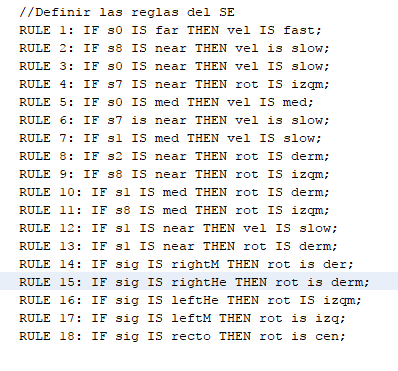 //Definir las reglas del SE
RULE 1: IF s0 IS far THEN vel IS fast;
RULE 2: IF s8 IS near THEN vel is slow;
RULE 3: IF s0 IS near THEN vel IS slow;
RULE 4: IF s7 IS near THEN rot IS izqm;
RULE 5: IF s0 IS med THEN vel IS med;
RULE 6: IF s7 is near THEN vel is slow;
RULE 7: IF s1 IS med THEN vel IS slow;
RULE 8: IF s2 IS near THEN rot IS derm;
RULE 9: IF s8 IS near THEN rot IS izqm;
RULE 10: IF s1 IS med THEN rot IS derm;
RULE 11: IF s8 IS med THEN rot IS izqm;
RULE 12: IF s1 IS near THEN vel IS slow;
RULE 13: IF s1 IS near THEN rot IS derm;
RULE 14: IF sig IS rightM THEN rot is der;
RULE 15: IF sig IS rightHe THEN rot is derm;
RULE 16: IF sig IS leftHe THEN rot IS izqm;
RULE 17: IF sig IS leftM THEN rot is izq;
RULE 18: IF sig IS recto THEN rot is cen;